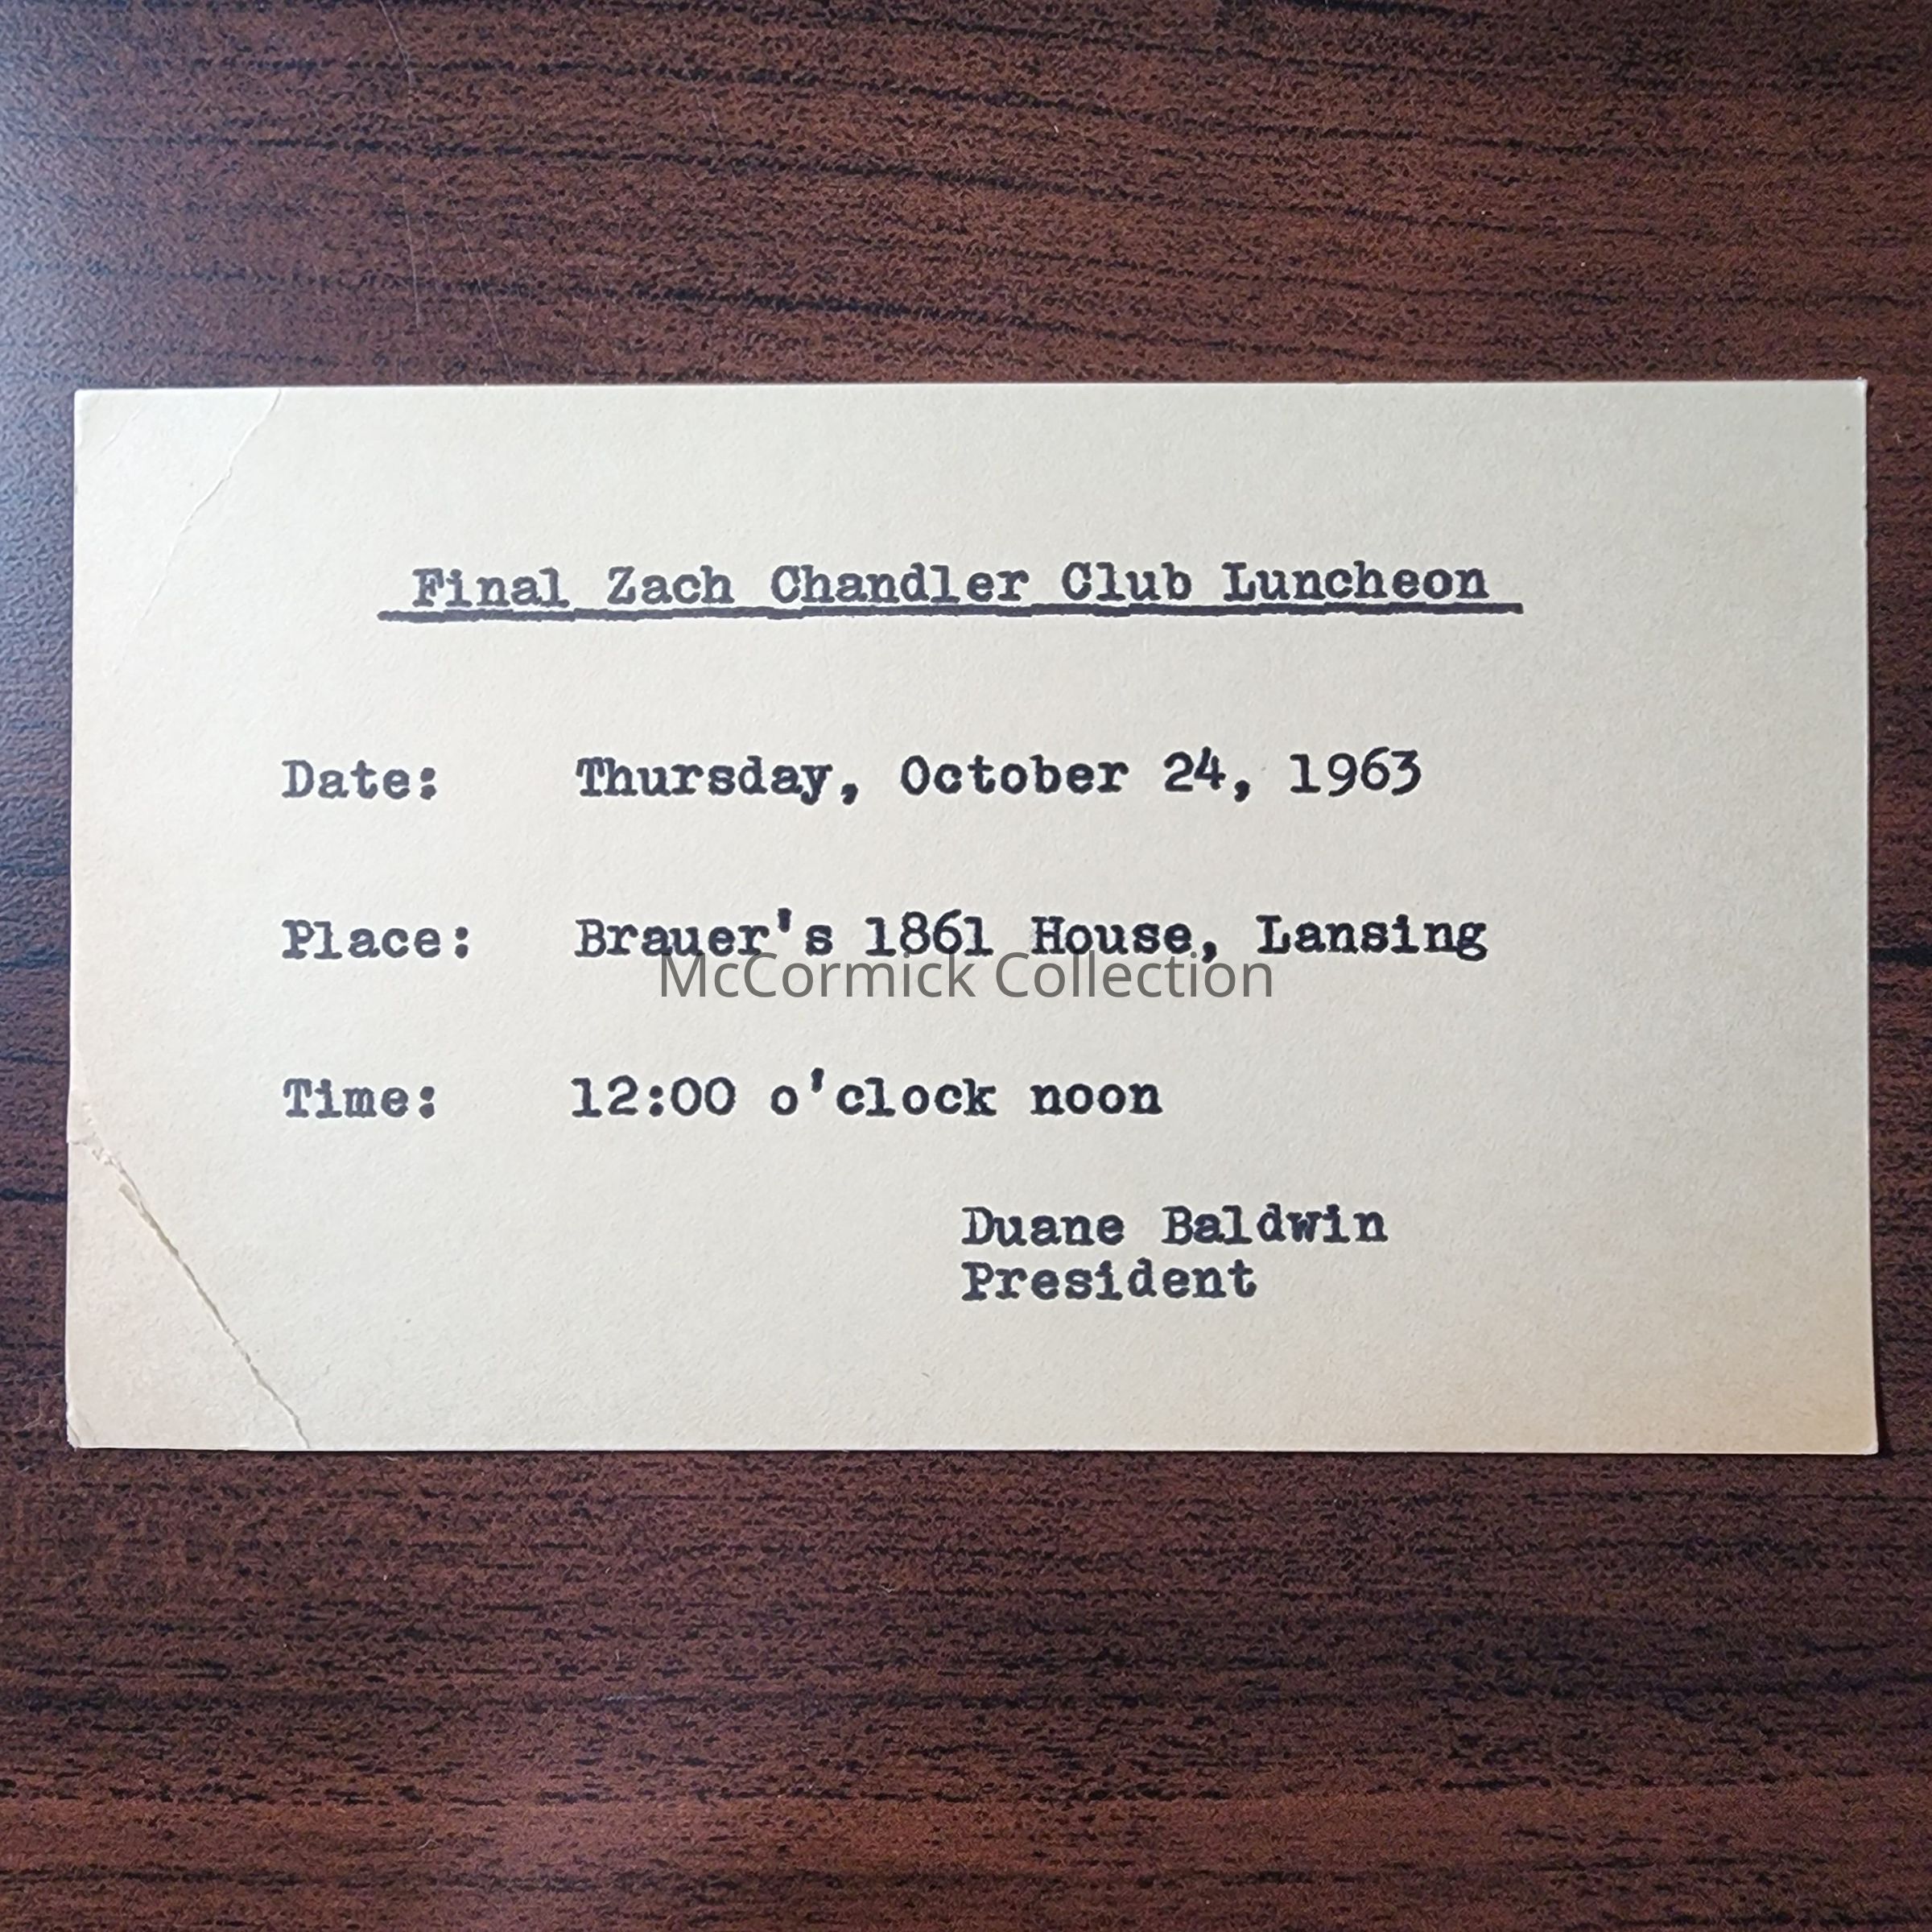 Final Zach Chandler Club Luncheon
Date: Thursday, October 24, 1963
Place: Brauer's 1861 House, Lansing
McCormick Collection
Time: 12:00 o'clock noon
Duane Baldwin
President